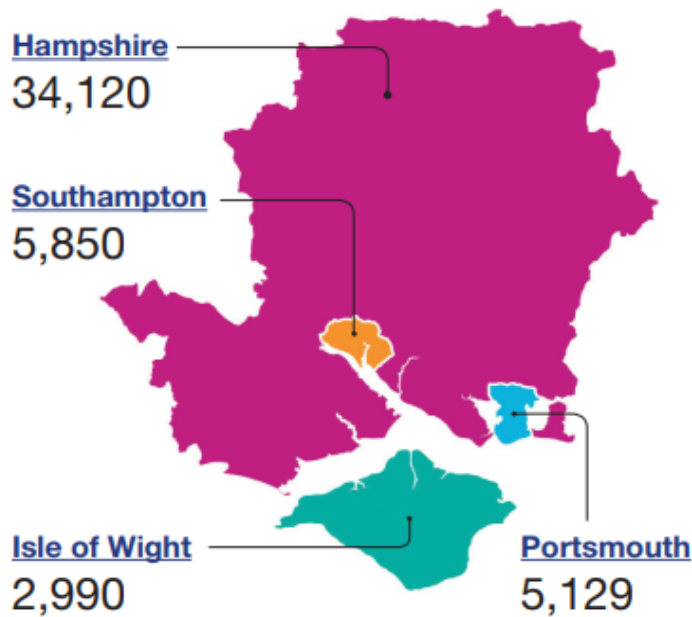 Hampshire
34,120
Southampton
5,850
Isle of Wight
2,990
Portsmouth
5,129